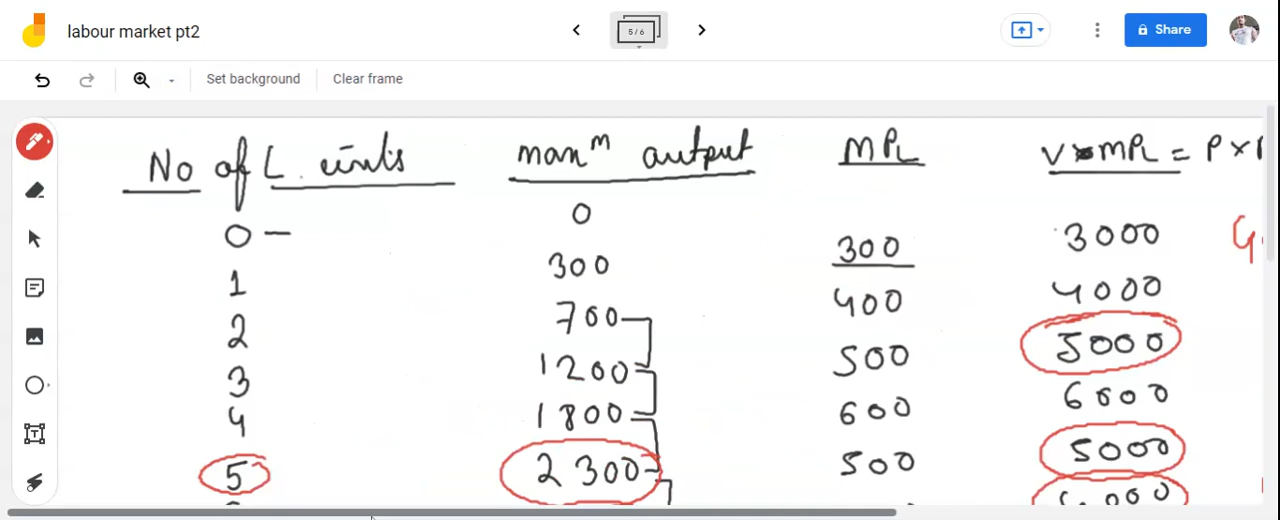 labour market pt2
5/6
Share
Set background Clear frame
No of L. units maxm output MPL V MPL = P x
0 0
1 300 300 3000
2 700 400 4000
3 1200 500 5000
4 1800 600 6000
5 2300 500 5000